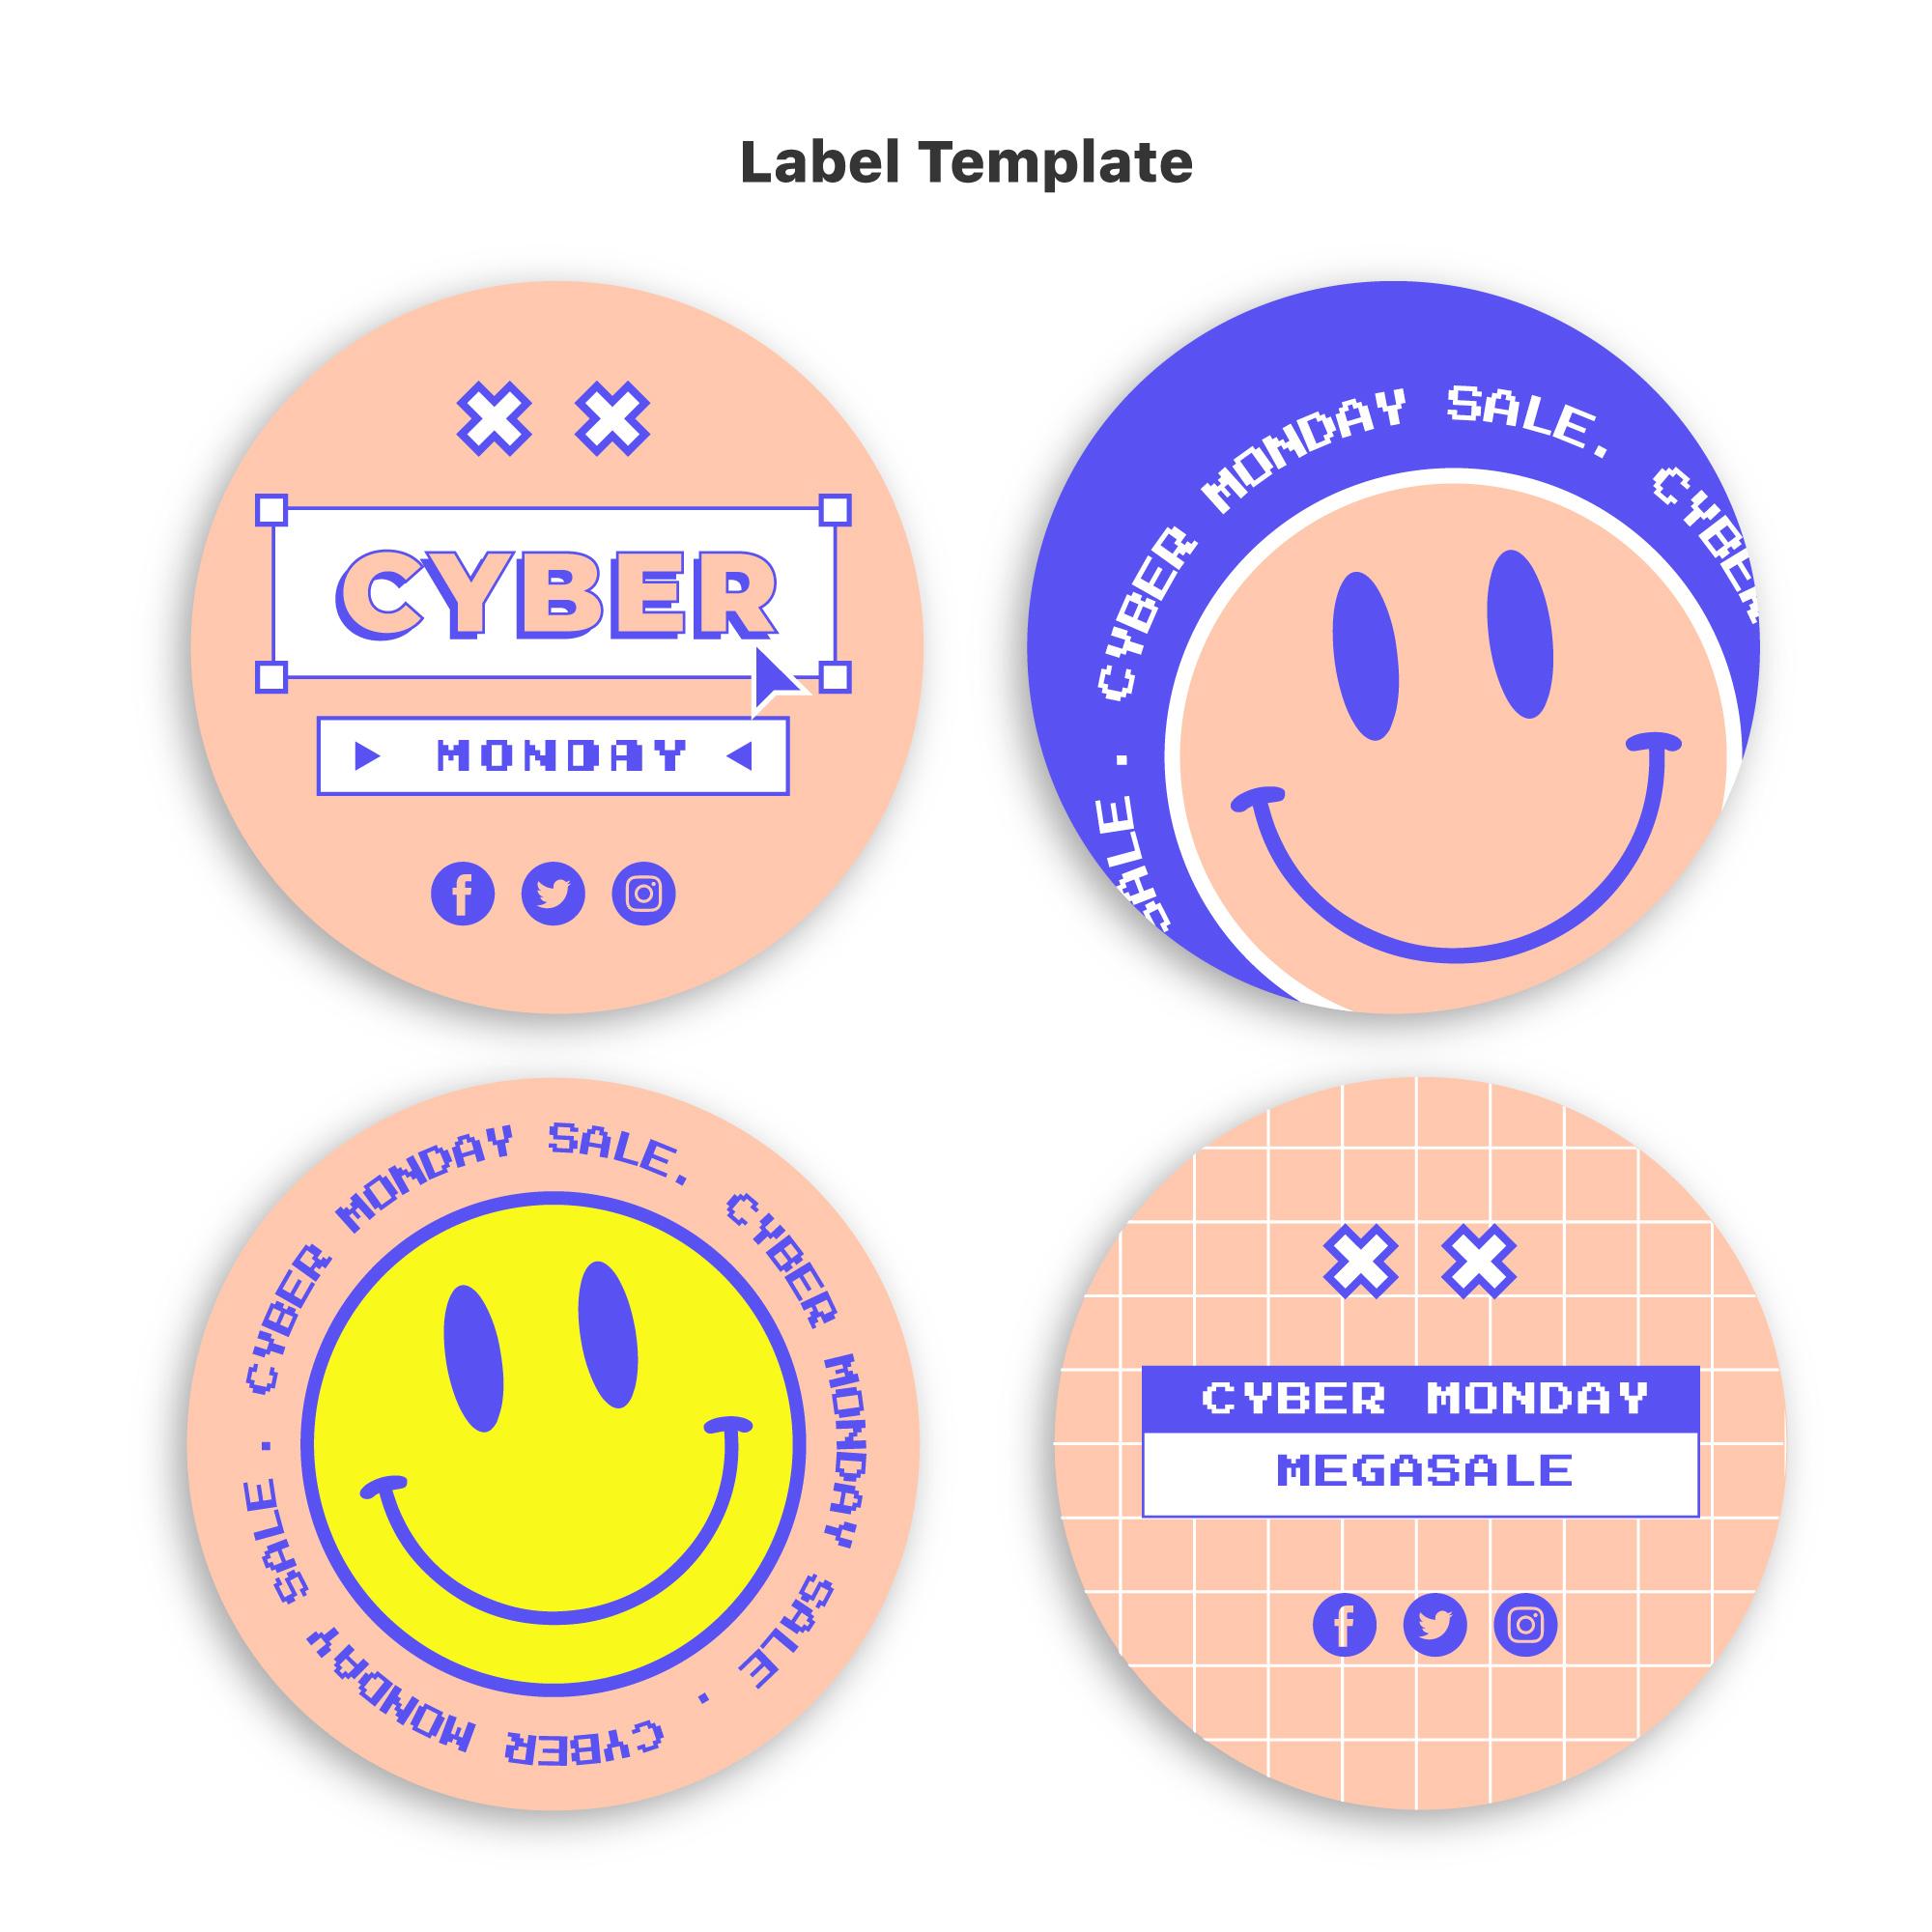 Label Template
CYBER
MONDAY
SALE . CYBER MONDAY SALE. CYBER
CYBER MONDAY SALE. CYBER MONDAY SALE . CYBER MONDAY SALE .
CYBER MONDAY
MEGASALE